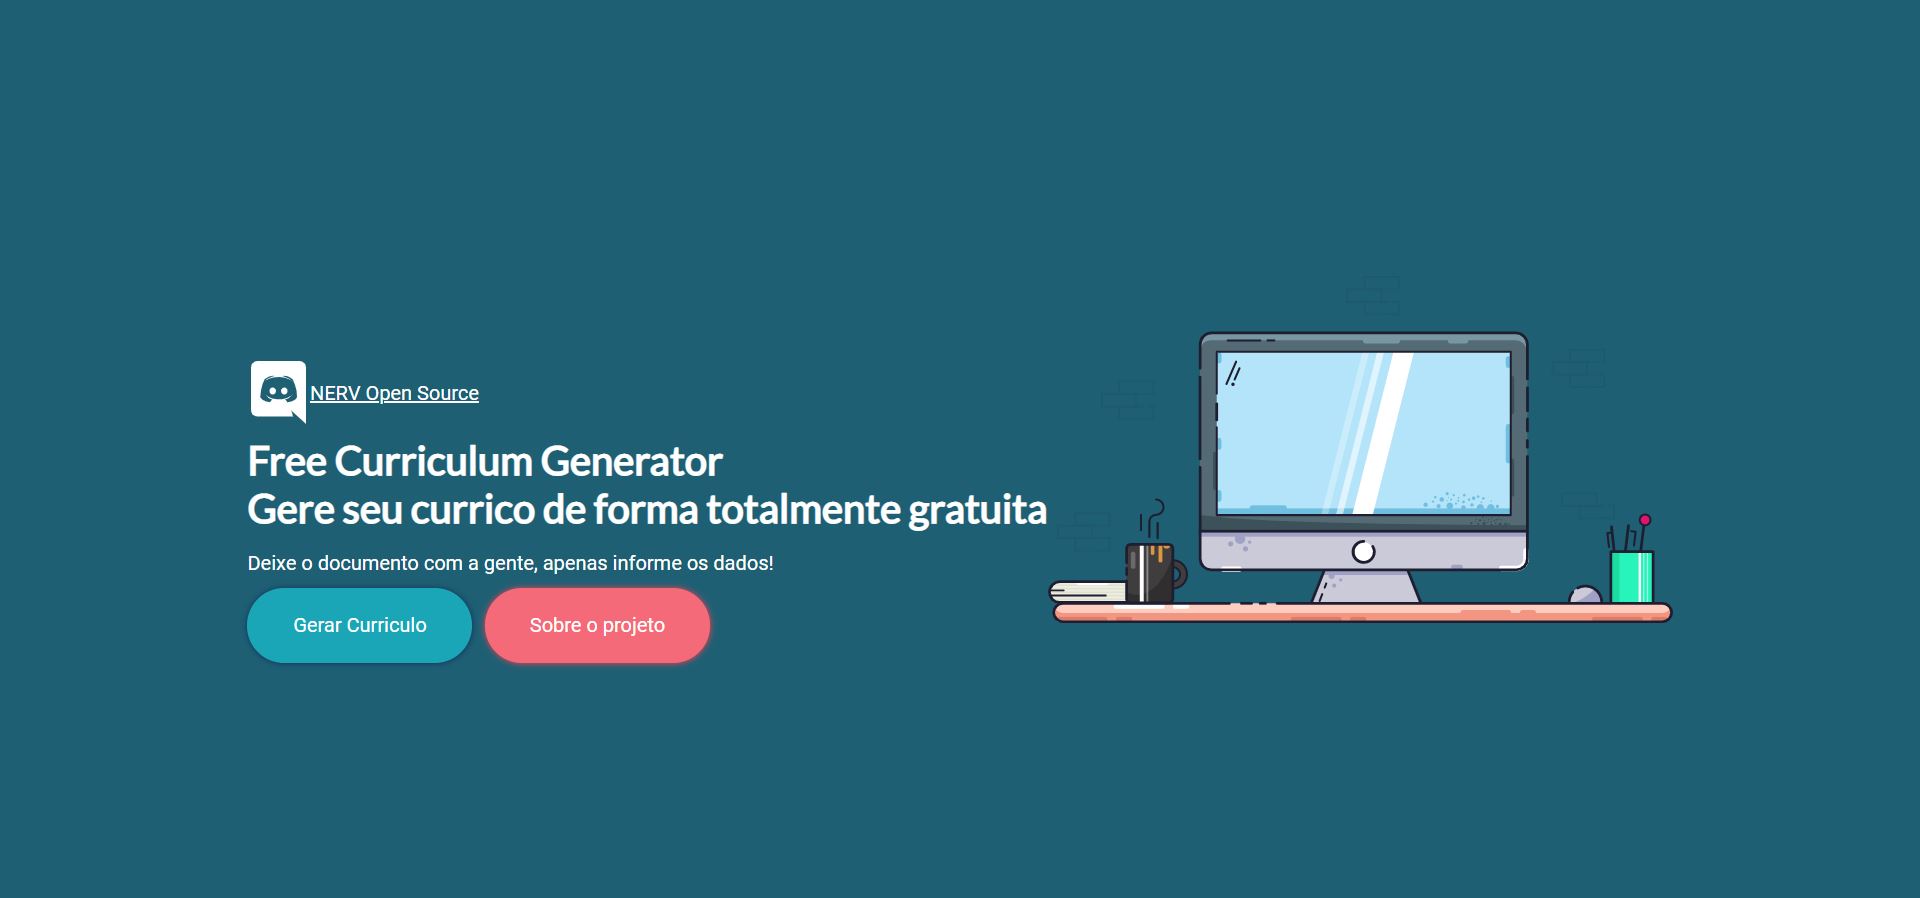 NERV Open Source
Free Curriculum Generator
Gere seu currico de forma totalmente gratuita
Deixe o documento com a gente, apenas informe os dados!
Gerar Curriculo
Sobre o projeto